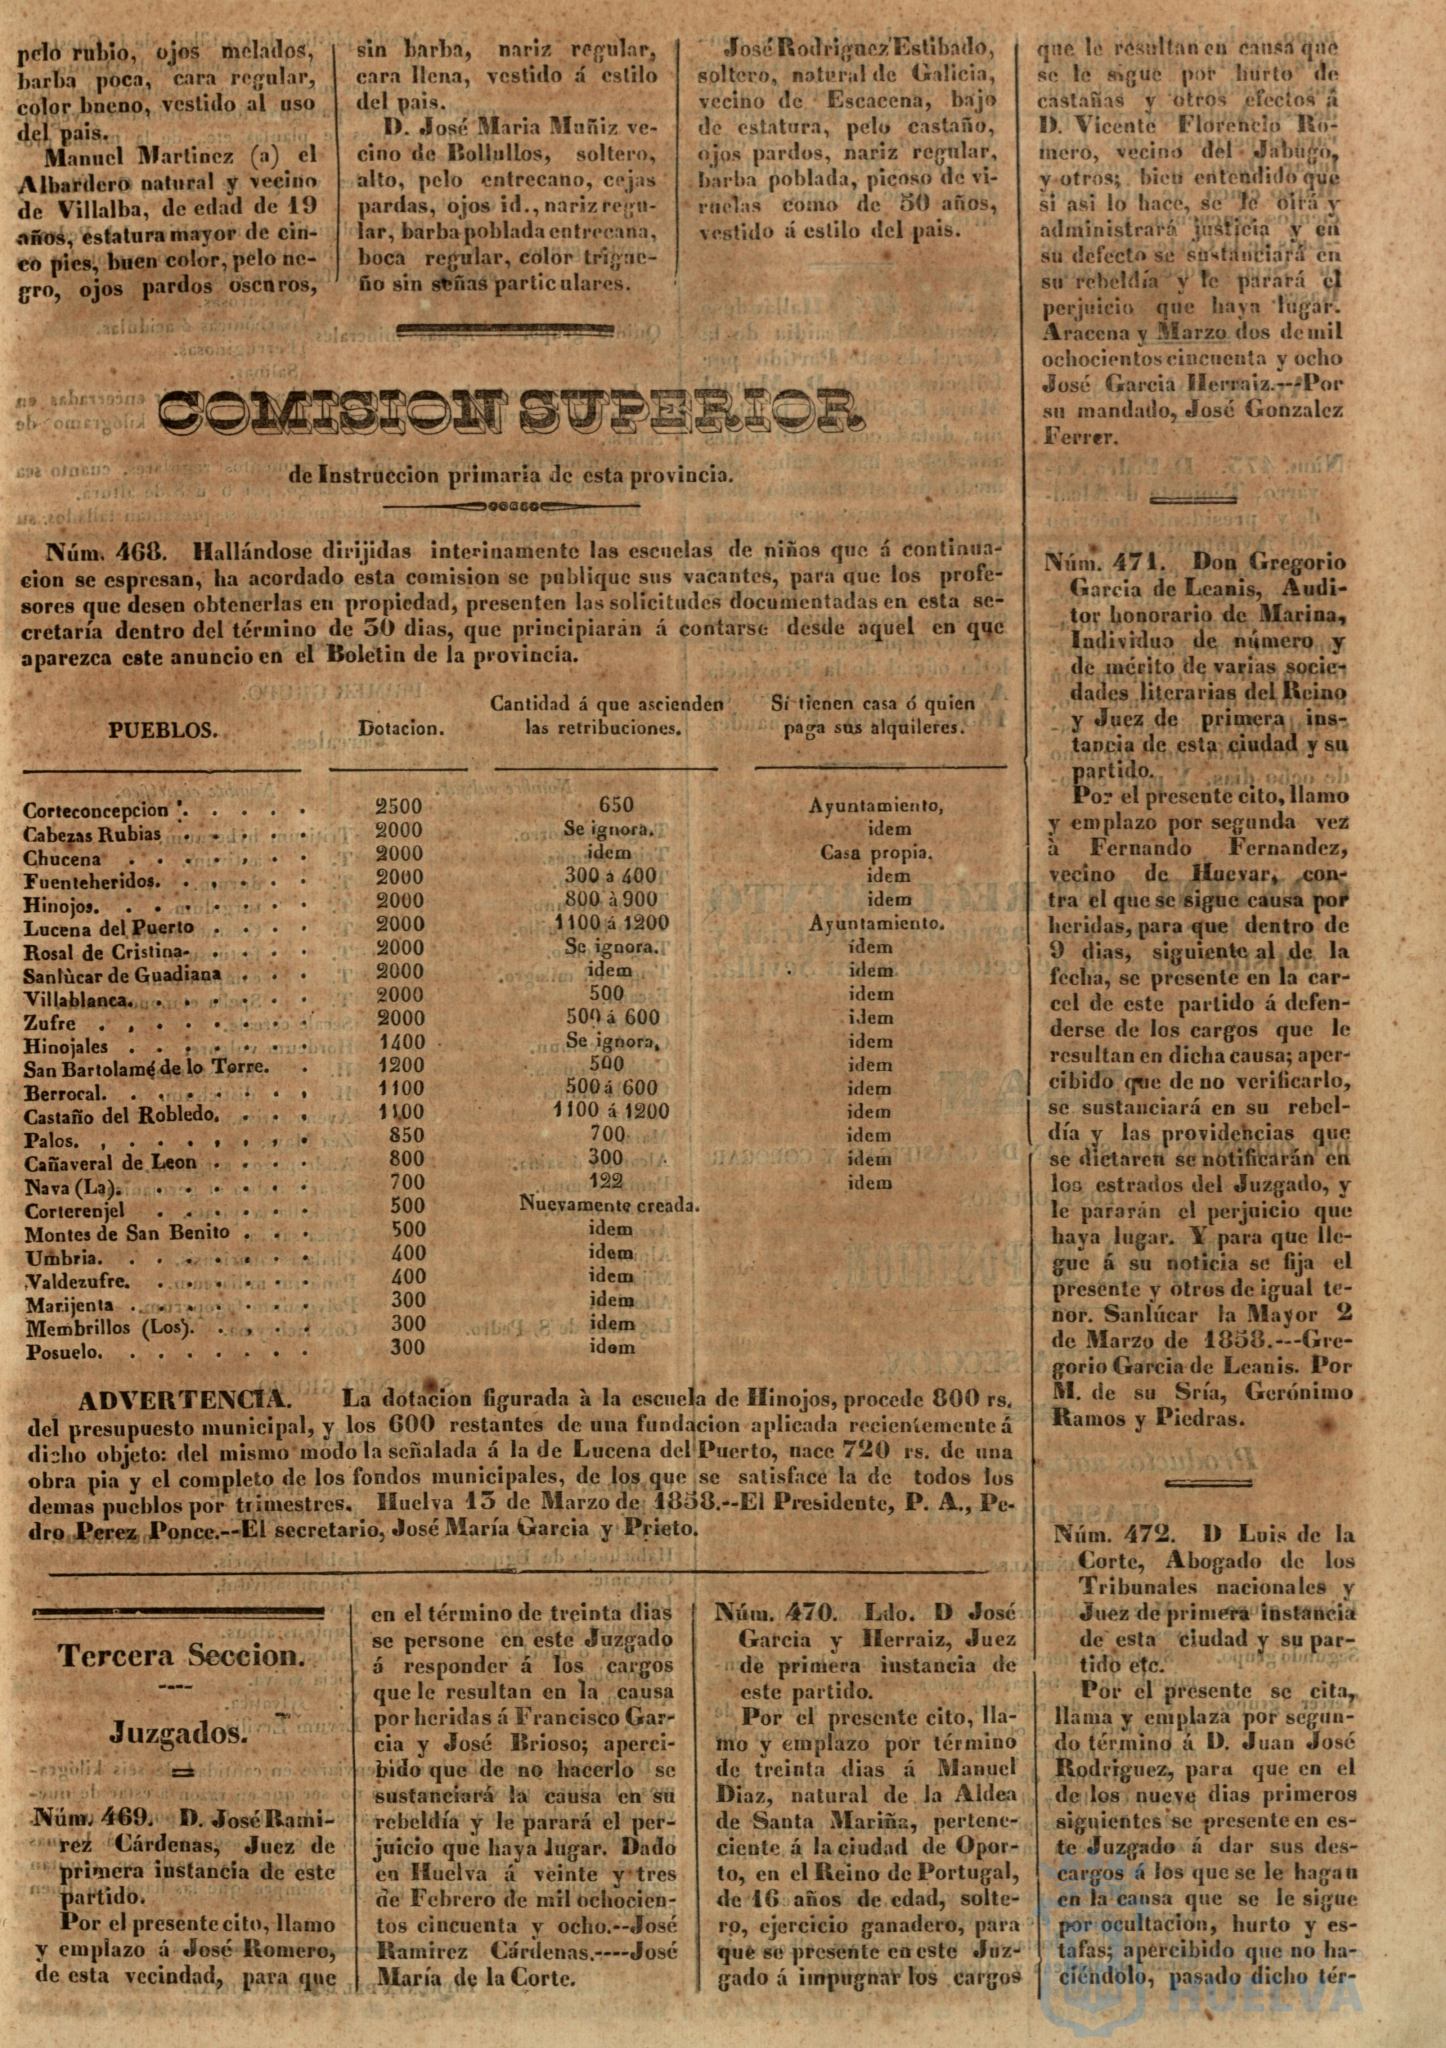 pelo rubio, ojos melados,
barba poca, cara regular,
color bueno, vestido al uso
del pais.
Manuel Martinez (a) el
Albardero natural y vecino
de Villalba, de edad de 19
años, estatura mayor de cin-
co pies, buen color, pelo ne-
gro, ojos pardos oscuros,
sin barba, nariz regular,
cara llena, vestido á estilo
del pais.
D. José Maria Muñiz ve-
cino de Bollullos, soltero,
alto, pelo entrecano, cejas
pardas, ojos id., nariz regu-
lar, barba poblada entrecana,
boca regular, color trigue-
ño sin señas particulares.
José Rodriguez Estibado,
soltero, natural de Galicia,
vecino de Escacena, bajo
de estatura, pelo castaño,
ojos pardos, nariz regular,
barba poblada, picoso de vi-
ruelas como de 50 años,
vestido á estilo del pais.
COMISION SUPERIOR
de Instruccion primaria de esta provincia.
Núm. 468. Hallándose dirijidas interinamente las escuelas de niños que á continua-
cion se espresan, ha acordado esta comision se publique sus vacantes, para que los profe-
sores que desen obtenerlas en propiedad, presenten las solicitudes documentadas en esta se-
cretaría dentro del término de 30 dias, que principiarán á contarse desde aquel en que
aparezca este anuncio en el Boletin de la provincia.
PUEBLOS. Dotacion. Cantidad á que ascienden las retribuciones. Si tienen casa ó quien paga sus alquileres.
Corteconcepcion . . . . . 2500 650 Ayuntamiento,
Cabezas Rubias . . . . . 2000 Se ignora. idem
Chucena . . . . . . . 2000 idem Casa propia.
Fuenteheridos. . . . . . 2000 300 á 400 idem
Hinojos. . . . . . . . 2000 800 à 900 idem
Lucena del Puerto . . . . 2000 1100 á 1200 Ayuntamiento.
Rosal de Cristina- . . . . 2000 Se ignora. idem
Sanlùcar de Guadiana . . . 2000 idem idem
Villablanca. . . . . . . 2000 500 idem
Zufre . . . . . . . . 2000 500 á 600 idem
Hinojales . . . . . . . 1400 Se ignora, idem
San Bartolamé de lo Torre. . 1200 500 idem
Berrocal. . . . . . . . 1100 500 á 600 idem
Castaño del Robledo. . . . 1100 1100 á 1200 idem
Palos. . . . . . . . . 850 700 idem
Cañaveral de Leon . . . . 800 300 idem
Nava (La). . . . . . . 700 122 idem
Corterenjel . . . . . . 500 Nuevamente creada.
Montes de San Benito . . . 500 idem
Umbria. . . . . . . . 400 idem
Valdezufre. . . . . . . 400 idem
Marijenta . . . . . . . 300 idem
Membrillos (Los). . . . . 300 idem
Posuelo. . . . . . . . 300 idem
ADVERTENCIA. La dotacion figurada à la escuela de Hinojos, procede 800 rs.
del presupuesto municipal, y los 600 restantes de una fundacion aplicada recientemente á
dicho objeto: del mismo modo la señalada á la de Lucena del Puerto, nace 720 rs. de una
obra pia y el completo de los fondos municipales, de los que se satisface la de todos los
demas pueblos por trimestres. Huelva 13 de Marzo de 1858.--El Presidente, P. A., Pe-
dro Perez Ponce.--El secretario, José María Garcia y Prieto.
Tercera Seccion.
Juzgados.
Núm. 469. D. José Rami-
rez Cárdenas, Juez de
primera instancia de este
partido.
Por el presente cito, llamo
y emplazo á José Romero,
de esta vecindad, para que
en el término de treinta dias
se persone en este Juzgado
á responder á los cargos
que le resultan en la causa
por heridas á Francisco Gar-
cia y José Brioso; aperci-
bido que de no hacerlo se
sustanciará la causa en su
rebeldía y le parará el per-
juicio que haya lugar. Dado
en Huelva á veinte y tres
de Febrero de mil ochocien-
tos cincuenta y ocho.--José
Ramirez Cárdenas.----José
María de la Corte.
Núm. 470. Ldo. D José
Garcia y Herraiz, Juez
de primera instancia de
este partido.
Por el presente cito, lla-
mo y emplazo por término
de treinta dias á Manuel
Diaz, natural de la Aldea
de Santa Mariña, pertene-
ciente á la ciudad de Opor-
to, en el Reino de Portugal,
de 16 años de edad, solte-
ro, ejercicio ganadero, para
que se presente en este Juz-
gado á impugnar los cargos
que le resultan en causa que
se le sigue por hurto de
castañas y otros efectos á
D. Vicente Florencio Ro-
mero, vecino del Jabugo,
y otros; bien entendido que
si asi lo hace, se le oirá y
administrará justicia y en
su defecto se sustanciará en
su rebeldía y le parará el
perjuicio que haya lugar.
Aracena y Marzo dos de mil
ochocientos cincuenta y ocho
José Garcia Herraiz.---Por
su mandado, José Gonzalez
Ferrer.
Núm. 471. Don Gregorio
Garcia de Leanis, Audi-
tor honorario de Marina,
Individuo de número y
de mérito de varias socie-
dades literarias del Reino
y Juez de primera ins-
tancia de esta ciudad y su
partido.
Por el presente cito, llamo
y emplazo por segunda vez
à Fernando Fernandez,
vecino de Huevar, con-
tra el que se sigue causa por
heridas, para que dentro de
9 dias, siguiente al de la
fecha, se presente en la car-
cel de este partido á defen-
derse de los cargos que le
resultan en dicha causa; aper-
cibido que de no verificarlo,
se sustanciará en su rebel-
día y las providencias que
se dictaren se notificarán en
los estrados del Juzgado, y
le pararán el perjuicio que
haya lugar. Y para que lle-
gue á su noticia se fija el
presente y otros de igual te-
nor. Sanlúcar la Mayor 2
de Marzo de 1858.---Gre-
gorio Garcia de Leanis. Por
M. de su Sría, Gerónimo
Ramos y Piedras.
Núm. 472. D Luis de la
Corte, Abogado de los
Tribunales nacionales y
Juez de primera instancia
de esta ciudad y su par-
tido etc.
Por el presente se cita,
llama y emplaza por segun-
do término á D. Juan José
Rodriguez, para que en el
de los nueve dias primeros
siguientes se presente en es-
te Juzgado á dar sus des-
cargos á los que se le hagan
en la causa que se le sigue
por ocultacion, hurto y es-
tafas; apercibido que no ha-
ciéndolo, pasado dicho tér-
HUELVA